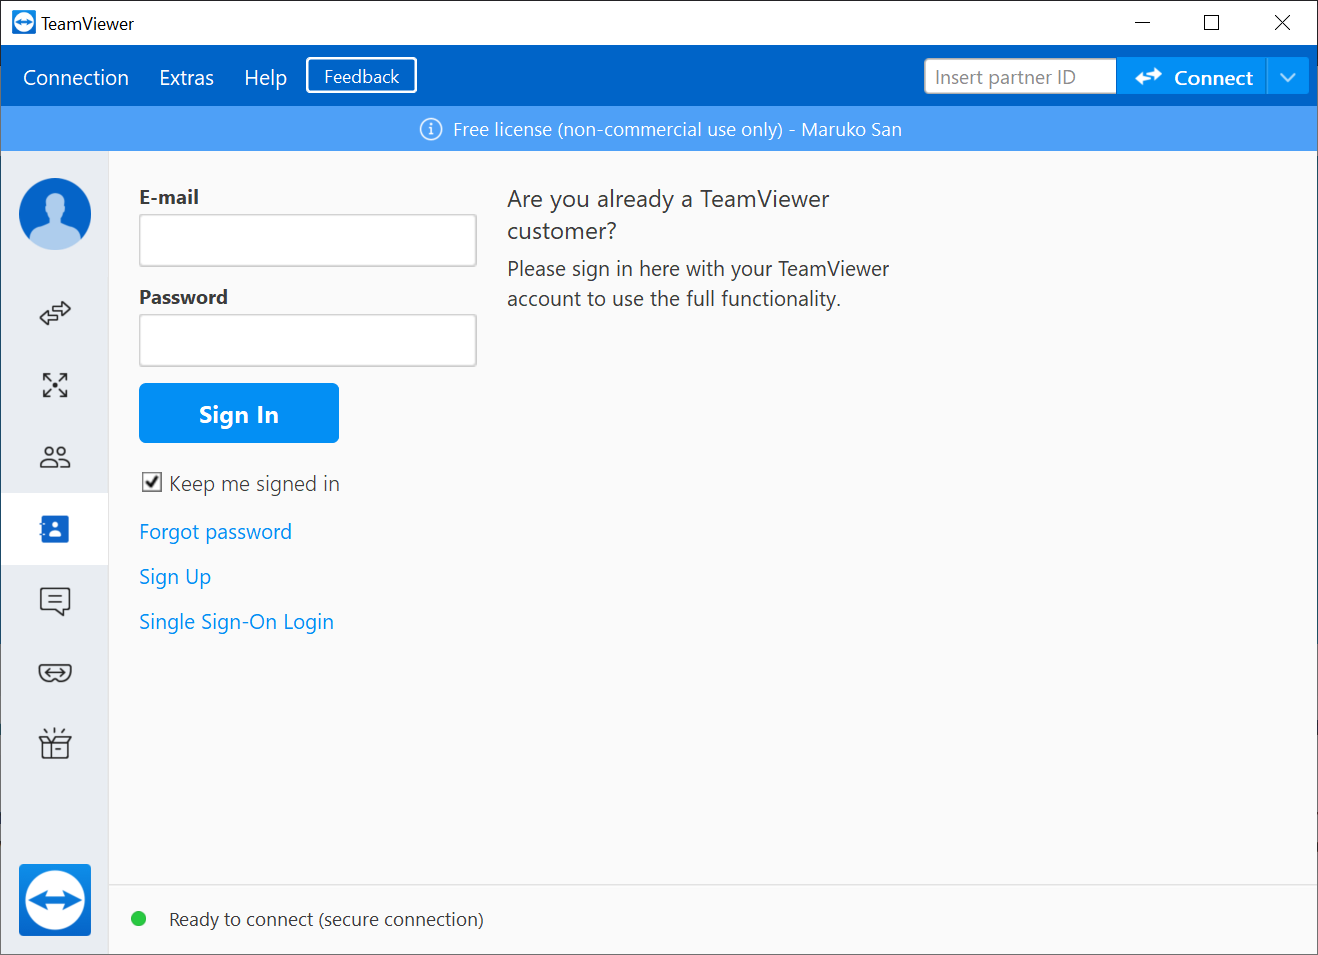 TeamViewer
Connection Extras Help Feedback Insert partner ID Connect
Free license (non-commercial use only) - Maruko San
E-mail
Password
Sign In
Keep me signed in
Forgot password
Sign Up
Single Sign-On Login
Are you already a TeamViewer
customer?
Please sign in here with your TeamViewer
account to use the full functionality.
Ready to connect (secure connection)